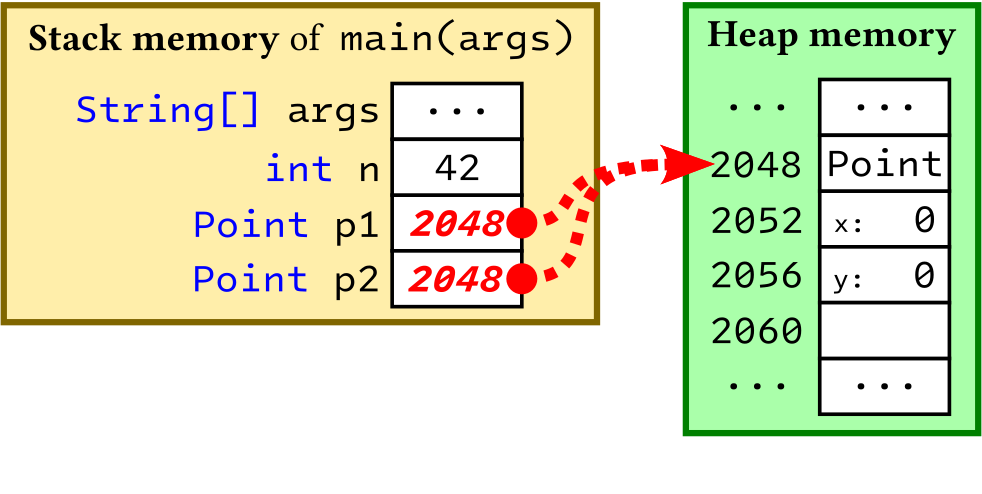 Stack memory of main(args)
String[] args ...
int n 42
Point p1 2048
Point p2 2048
Heap memory
... ...
2048 Point
2052 x: 0
2056 y: 0
2060
... ...